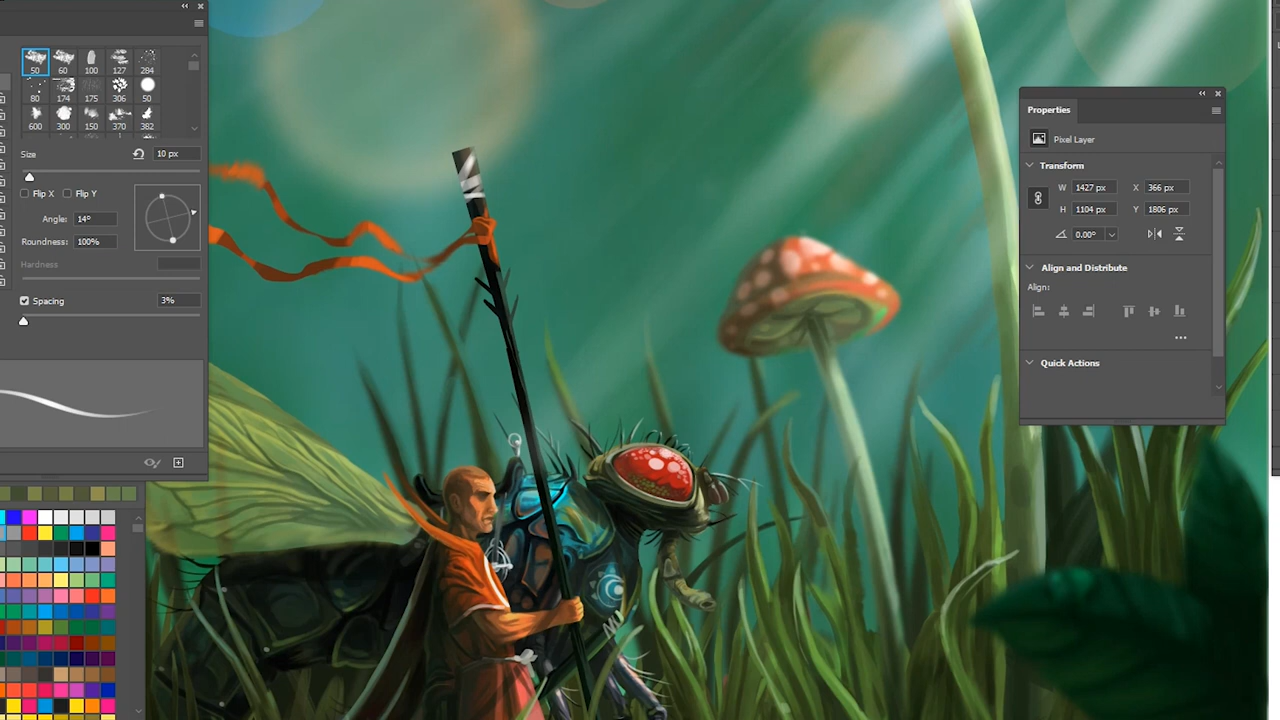 50 60 100 127 284
80 174 175 306 50
600 300 150 370 382
Size 10 px
Flip X Flip Y
Angle: 14°
Roundness: 100%
Hardness
Spacing 3%
Properties
Pixel Layer
Transform
W 1427 px X 366 px
H 1104 px Y 1806 px
0.00°
Align and Distribute
Align:
Quick Actions